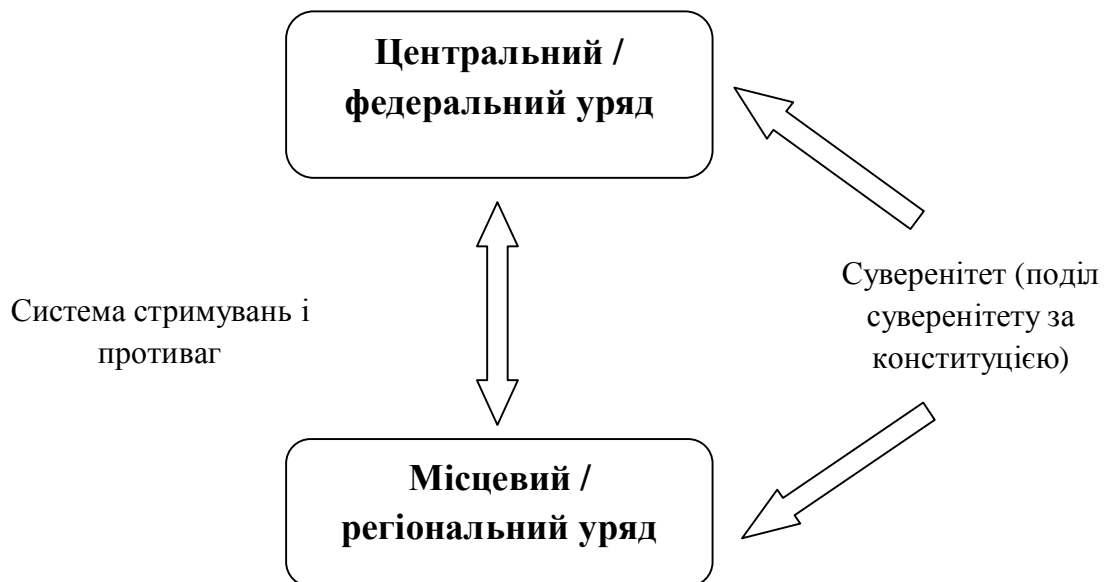 Центральний /
федеральний уряд
Система стримувань і
противаг
Суверенітет (поділ
суверенітету за
конституцією)
Місцевий /
регіональний уряд